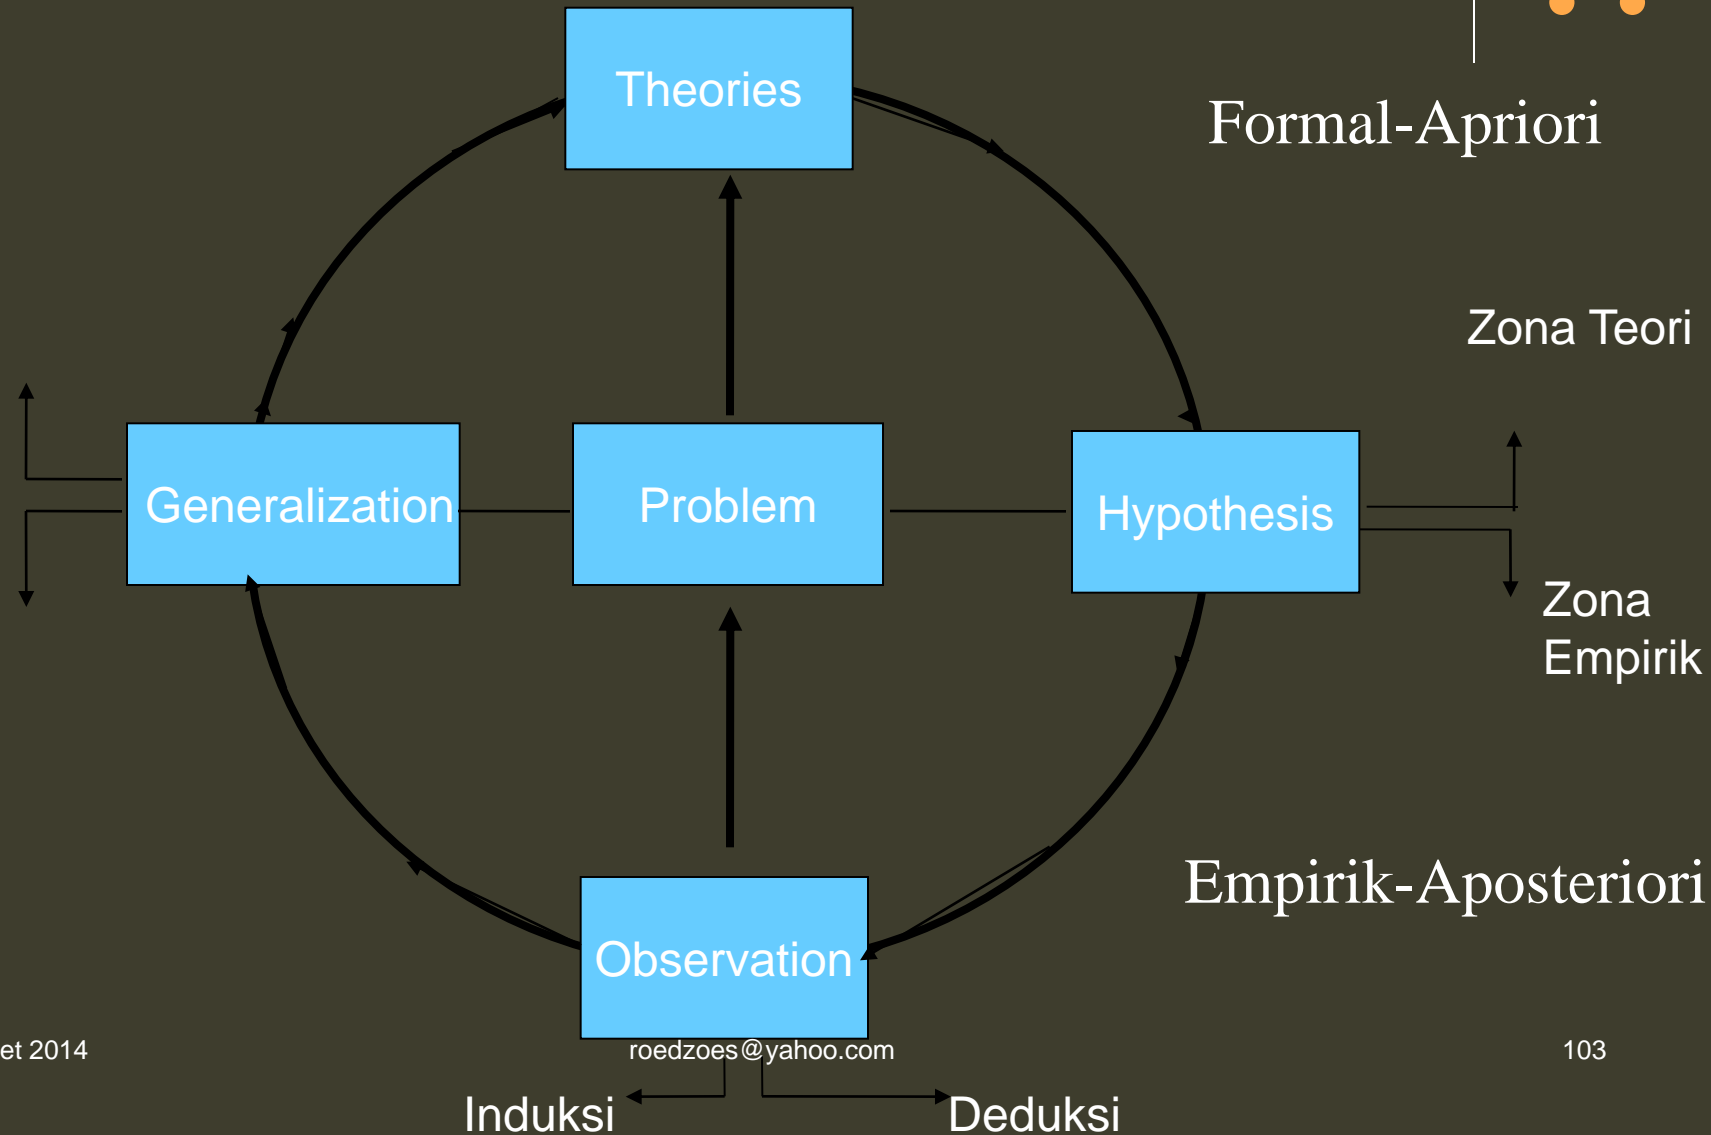 Theories
Formal-Apriori
Zona Teori
Generalization
Problem
Hypothesis
Zona
Empirik
Empirik-Aposteriori
Observation
et 2014
roedzoes@yahoo.com
103
Induksi
Deduksi